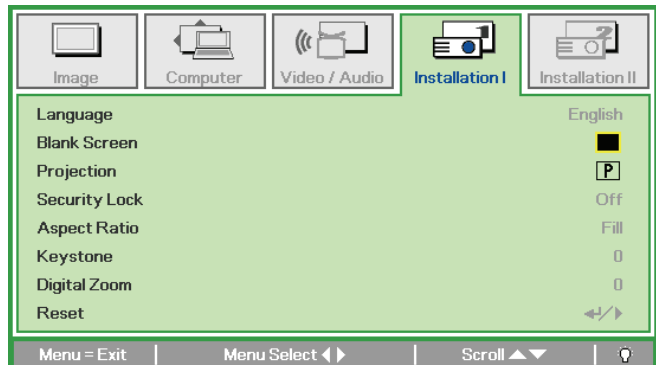 Image Computer Video / Audio Installation I Installation II
Language English
Blank Screen
Projection P
Security Lock Off
Aspect Ratio Fill
Keystone 0
Digital Zoom 0
Reset ↵/▶
Menu = Exit Menu Select ◀▶ Scroll ▲▼